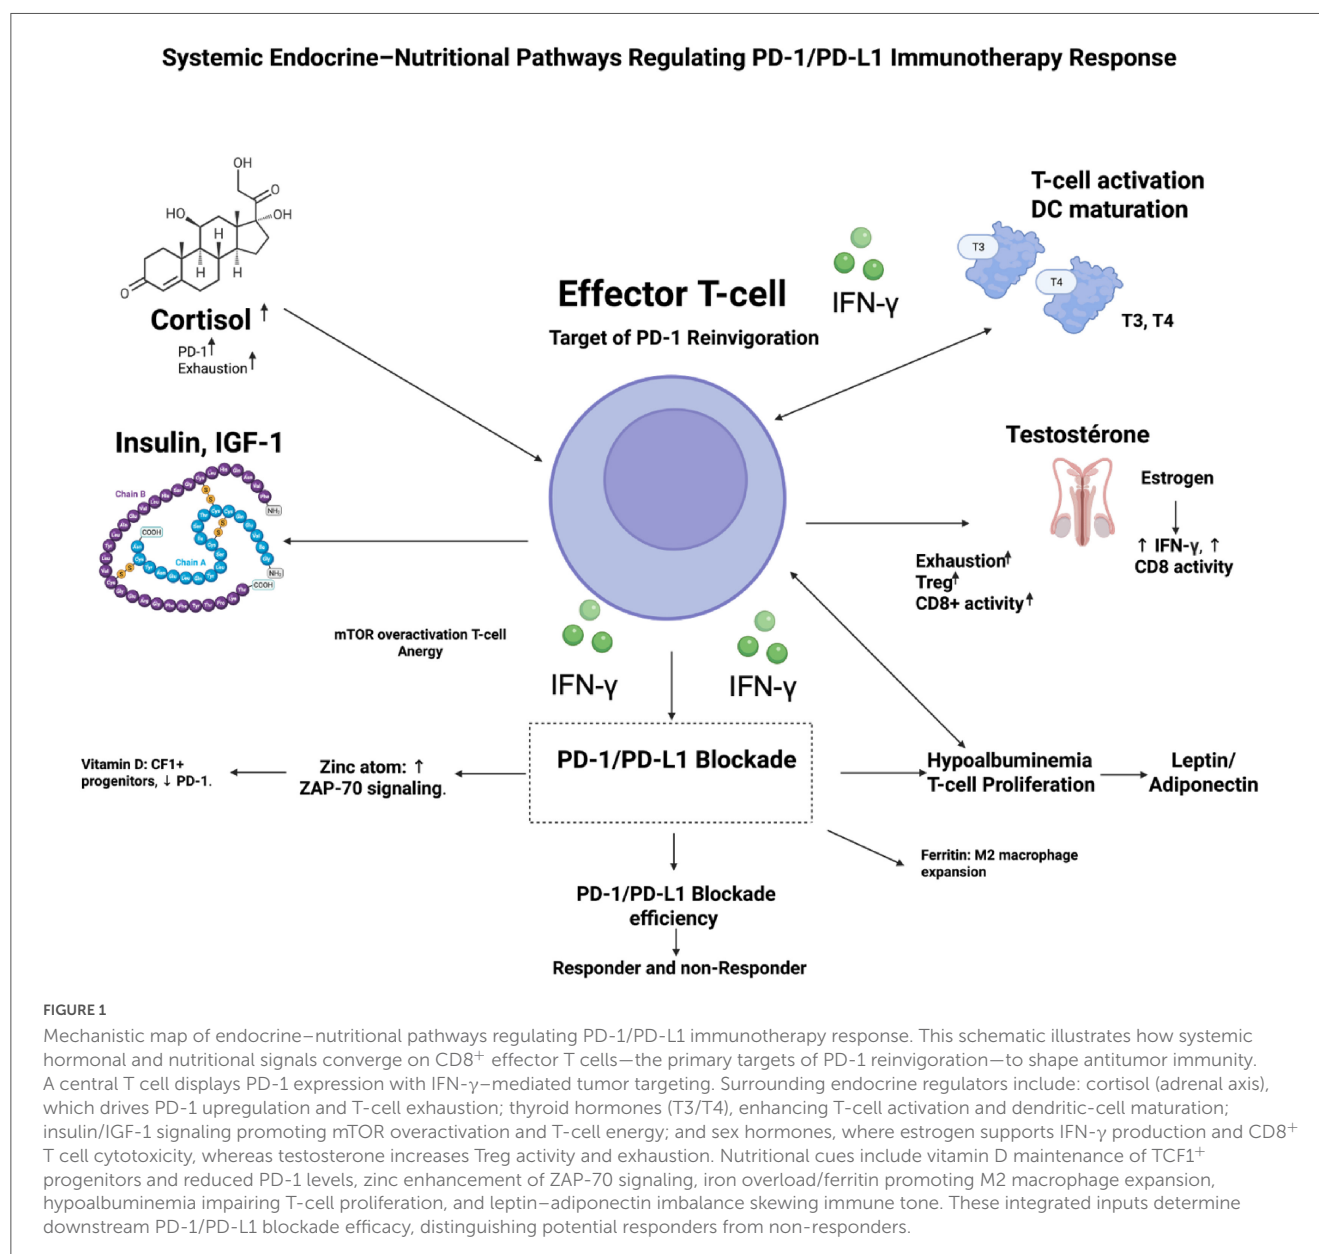 Systemic Endocrine–Nutritional Pathways Regulating PD-1/PD-L1 Immunotherapy Response
OH
O
HO
OH
H
H
H
O
Cortisol ↑
PD-1↑
Exhaustion↑
Effector T-cell
Target of PD-1 Reinvigoration
IFN-γ
T-cell activation
DC maturation
T3
T4
T3, T4
Insulin, IGF-1
Chain B
NH₂
COOH
Chain A
NH₂
COOH
S
S
S
S
S
S
mTOR overactivation T-cell
Anergy
Testostérone
Estrogen
↑ IFN-γ, ↑
CD8 activity
Exhaustion↑
Treg↑
CD8+ activity↑
IFN-γ
IFN-γ
Vitamin D: CF1+
progenitors, ↓ PD-1.
Zinc atom: ↑
ZAP-70 signaling.
PD-1/PD-L1 Blockade
Hypoalbuminemia
T-cell Proliferation
Leptin/
Adiponectin
Ferritin: M2 macrophage
expansion
PD-1/PD-L1 Blockade
efficiency
Responder and non-Responder
FIGURE 1
Mechanistic map of endocrine–nutritional pathways regulating PD-1/PD-L1 immunotherapy response. This schematic illustrates how systemic
hormonal and nutritional signals converge on CD8⁺ effector T cells—the primary targets of PD-1 reinvigoration—to shape antitumor immunity.
A central T cell displays PD-1 expression with IFN-γ–mediated tumor targeting. Surrounding endocrine regulators include: cortisol (adrenal axis),
which drives PD-1 upregulation and T-cell exhaustion; thyroid hormones (T3/T4), enhancing T-cell activation and dendritic-cell maturation;
insulin/IGF-1 signaling promoting mTOR overactivation and T-cell energy; and sex hormones, where estrogen supports IFN-γ production and CD8⁺
T cell cytotoxicity, whereas testosterone increases Treg activity and exhaustion. Nutritional cues include vitamin D maintenance of TCF1⁺
progenitors and reduced PD-1 levels, zinc enhancement of ZAP-70 signaling, iron overload/ferritin promoting M2 macrophage expansion,
hypoalbuminemia impairing T-cell proliferation, and leptin–adiponectin imbalance skewing immune tone. These integrated inputs determine
downstream PD-1/PD-L1 blockade efficacy, distinguishing potential responders from non-responders.